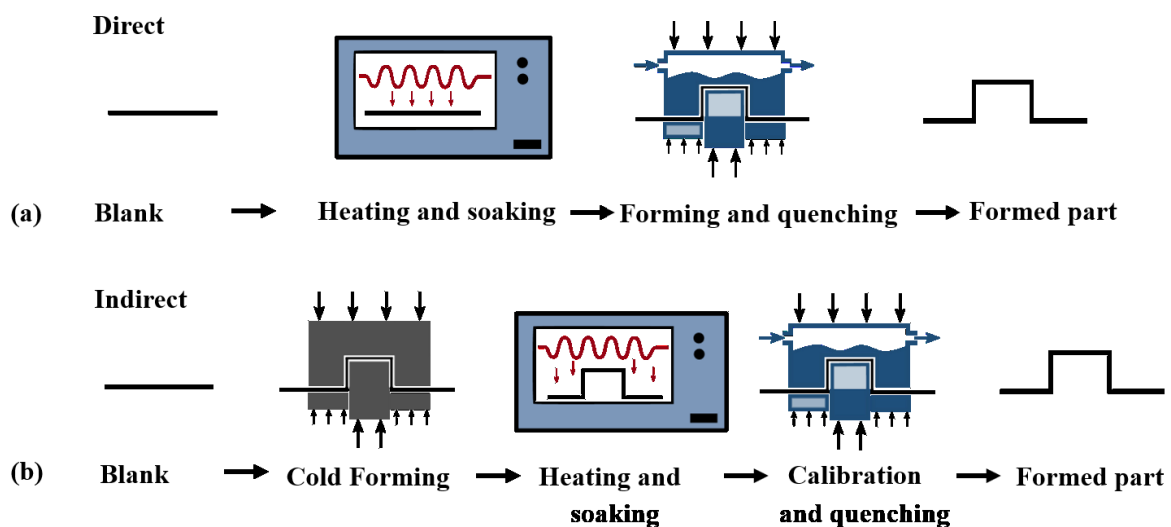 Direct
(a) Blank Heating and soaking Forming and quenching Formed part
Indirect
(b) Blank Cold Forming Heating and Calibration Formed part
soaking and quenching